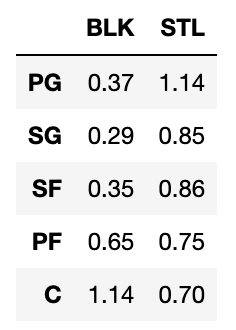 BLK STL
PG 0.37 1.14
SG 0.29 0.85
SF 0.35 0.86
PF 0.65 0.75
C 1.14 0.70